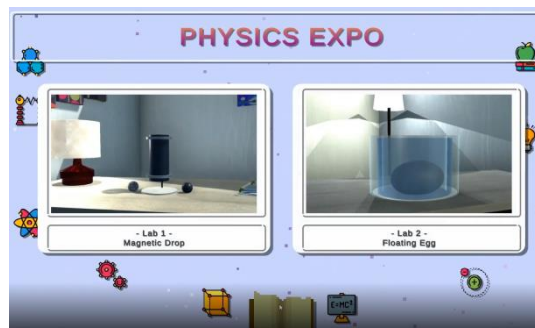 PHYSICS EXPO
- Lab 1 -
Magnetic Drop
- Lab 2 -
Floating Egg
E=MC²